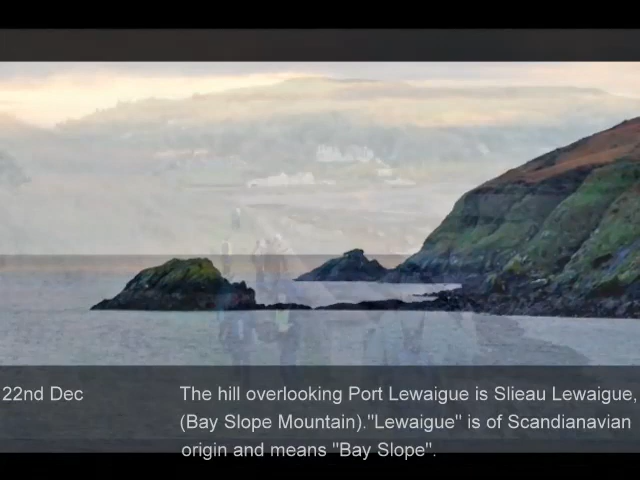 22nd Dec
The hill overlooking Port Lewaigue is Slieau Lewaigue,
(Bay Slope Mountain)."Lewaigue" is of Scandianavian
origin and means "Bay Slope".